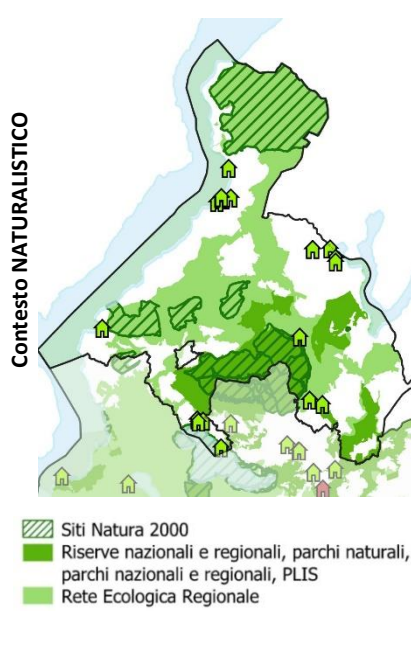 Contesto NATURALISTICO
Siti Natura 2000
Riserve nazionali e regionali, parchi naturali,
parchi nazionali e regionali, PLIS
Rete Ecologica Regionale